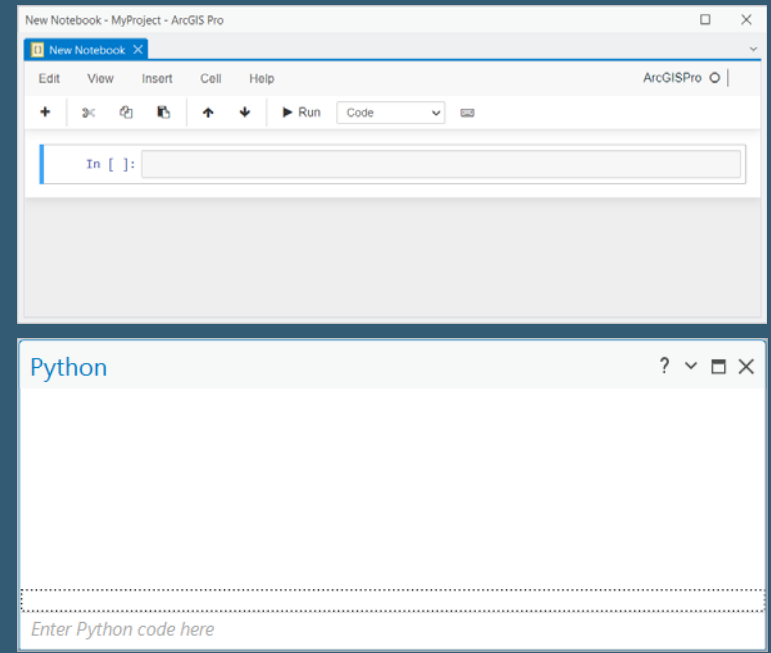 New Notebook - MyProject - ArcGIS Pro
New Notebook
Edit View Insert Cell Help ArcGISPro
Run Code
In [ ]:
Python ?
Enter Python code here